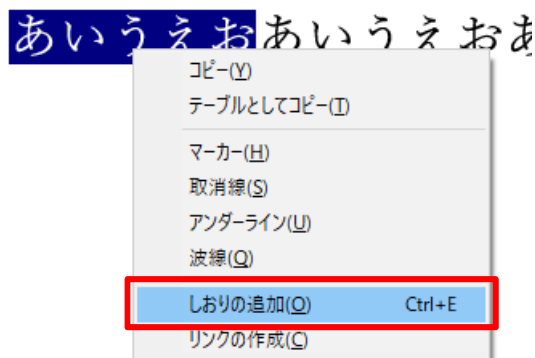 あいうえおあいうえおあ
コピー(Y)
テーブルとしてコピー(T)
マーカー(H)
取消線(S)
アンダーライン(U)
波線(Q)
しおりの追加(O) Ctrl+E
リンクの作成(C)